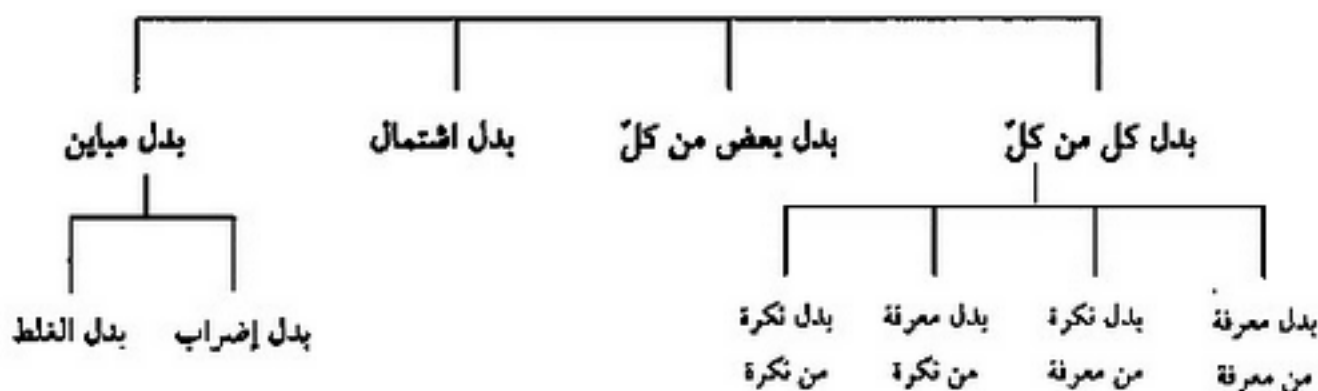 بدل كل من كلّ
بدل بعض من كلّ
بدل اشتمال
بدل مباين
بدل معرفة
من معرفة
بدل نكرة
من معرفة
بدل معرفة
من نكرة
بدل نكرة
من نكرة
بدل إضراب
بدل الغلط